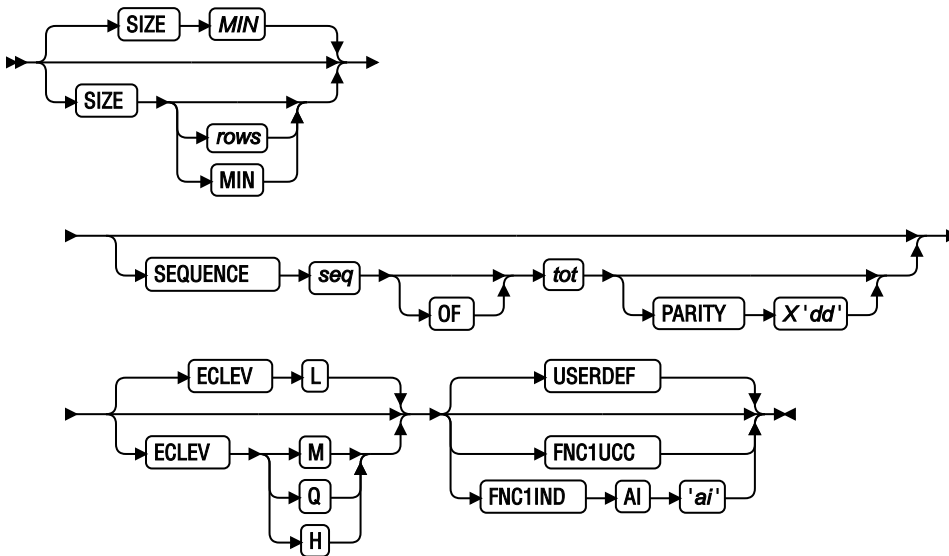 SIZE MIN
SIZE
rows
MIN
SEQUENCE seq tot
OF PARITY X'dd'
ECLEV L USERDEF
ECLEV M FNC1UCC
Q FNC1IND AI 'ai'
H